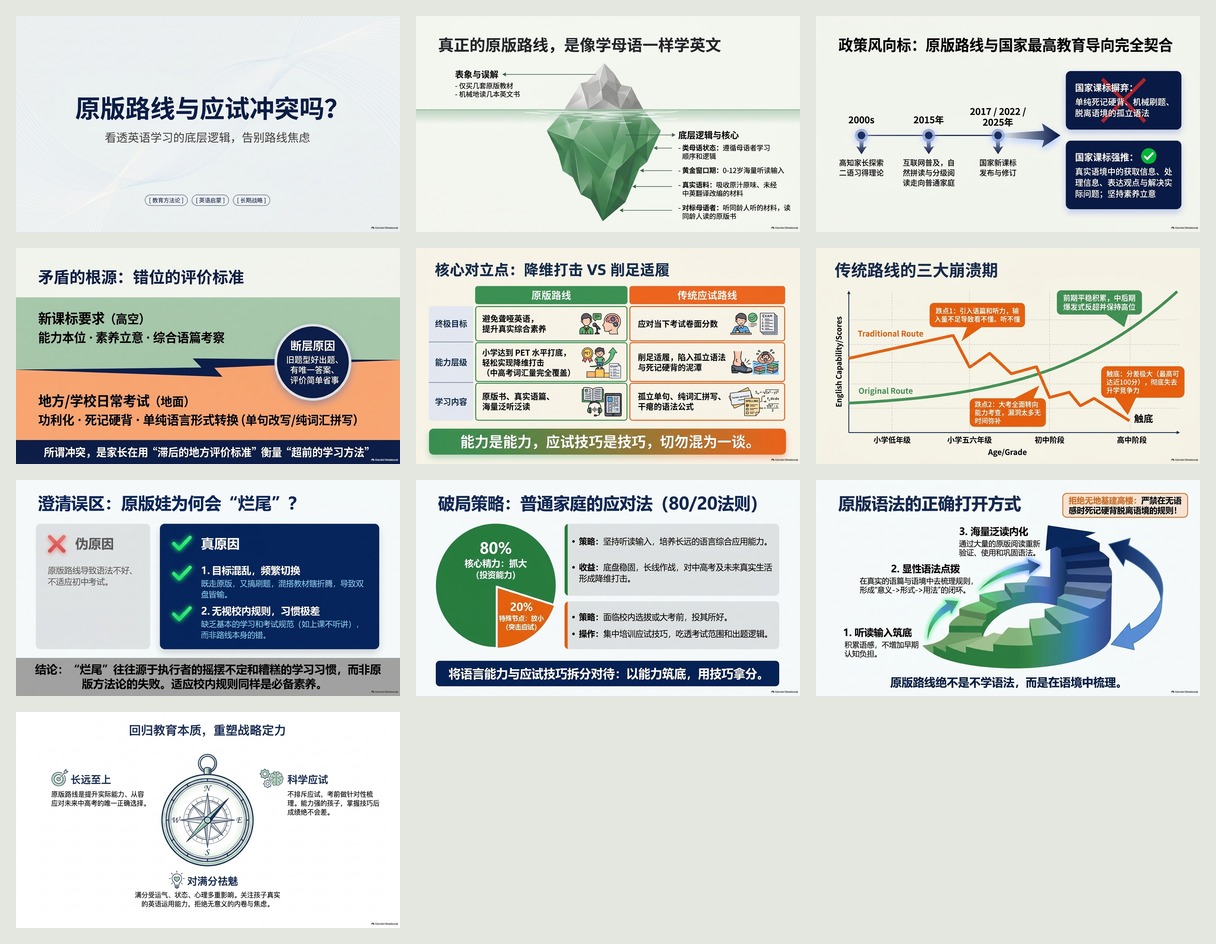 原版路线与应试冲突吗？
看透英语学习的底层逻辑，告别路线焦虑
[ 教育方法论 ] [ 英语启蒙 ] [ 长期战略 ]
真正的原版路线，是像学母语一样学英文
表象与误解
- 仅买几套原版教材
- 机械地读几本英文书
底层逻辑与核心
- 类母语状态：遵循母语者学习
顺序和逻辑
- 黄金窗口期：0-12岁海量听读输入
- 真实语料：吸收原汁原味、未经
中英翻译改编的材料
- 对标母语者：听同龄人听的材料，读
同龄人读的原版书
政策风向标：原版路线与国家最高教育导向完全契合
2000s
高知家长探索
二语习得理论
2015年
互联网普及，自
然拼读与分级阅
读走向普通家庭
2017 / 2022 /
2025年
国家新课标
发布与修订
国家课标摒弃：
单纯死记硬背、机械刷题、
脱离语境的孤立语法
国家课标强推：
真实语境中的获取信息、处
理信息、表达观点与解决实
际问题；坚持素养立意
矛盾的根源：错位的评价标准
新课标要求（高空）
能力本位 · 素养立意 · 综合语篇考察
断层原因
旧题型好出题、
有唯一答案、
评价简单省事
地方/学校日常考试（地面）
功利化 · 死记硬背 · 单纯语言形式转换 (单句改写/纯词汇拼写)
所谓冲突，是家长在用“滞后的地方评价标准”衡量“超前的学习方法”
核心对立点：降维打击 VS 削足适履
原版路线
传统应试路线
终极目标
避免聋哑英语，
提升真实综合素养
应对当下考卷面分数
能力层级
小学达到 PET 水平打底，
轻松实现降维打击
（中高考词汇量完全覆盖）
削足适履，陷入孤立语法
与死记硬背的泥潭
学习内容
原版书、真实语篇、
海量泛听泛读
孤立单句、纯词汇拼写、
干瘪的语法公式
能力是能力，应试技巧是技巧，切勿混为一谈。
传统路线的三大崩溃期
English Capability/Scores
Traditional Route
Original Route
跌点1：引入语篇和听力，输
入量不足导致看不懂、听不懂
前期平稳积累，中后期
爆发式反超并保持高位
跌点2：大考全面转向
能力考查，漏洞太多无
时间弥补
触底：分差极大（最高可
达近100分），彻底失去
升学竞争力
触底
小学低年级
小学五六年级
初中阶段
高中阶段
Age/Grade
澄清误区：原版娃为何会“烂尾”？
伪原因
原版路线导致语法不好、
不适应初中考试。
真原因
1. 目标混乱，频繁切换
既走原版，又搞刷题，混搭教材瞎折腾，导致双
盘皆输。
2. 无视校内规则，习惯极差
缺乏基本的学习和考试规范（如上课不听讲），
而非路线本身的错。
结论：“烂尾”往往源于执行者的摇摆不定和糟糕的学习习惯，而非原
版方法论的失败。适应校内规则同样是必备素养。
破局策略：普通家庭的应对法（80/20法则）
80%
核心精力：抓大
（投资能力）
20%
特殊节点：放小
（突击应试）
• 策略：坚持听读输入，培养长远的语言综合应用能力。
• 收益：底盘稳固，长线作战，对中高考及未来真实生活
形成降维打击。
• 策略：面临校内选拔或大考前，投其所好。
• 操作：集中培训应试技巧，吃透考试范围和出题逻辑。
将语言能力与应试技巧拆分对待：以能力筑底，用技巧拿分。
原版语法的正确打开方式
拒绝无地基建高楼：严禁在无语
感时死记硬背脱离语境的规则！
3. 海量泛读内化
通过大量的原版阅读重新
验证、使用和巩固语法。
2. 显性语法点拨
在真实的语篇与语境中去梳理规则，
形成“意义->形式->用法”的闭环。
1. 听读输入筑底
积累语感，不增加早期
认知负担。
原版路线绝不是不学语法，而是在语境中梳理。
回归教育本质，重塑战略定力
长远至上
原版路线是提升实际能力、从容
应对未来中高考的唯一正确选择。
科学应试
不排斥应试，考前做针对性梳
理。能力强的孩子，掌握技巧后
成绩绝不会差。
N
W
E
S
对满分祛魅
满分受运气、状态、心理多重影响。关注孩子真实
的英语运用能力，拒绝无意义的内卷与焦虑。